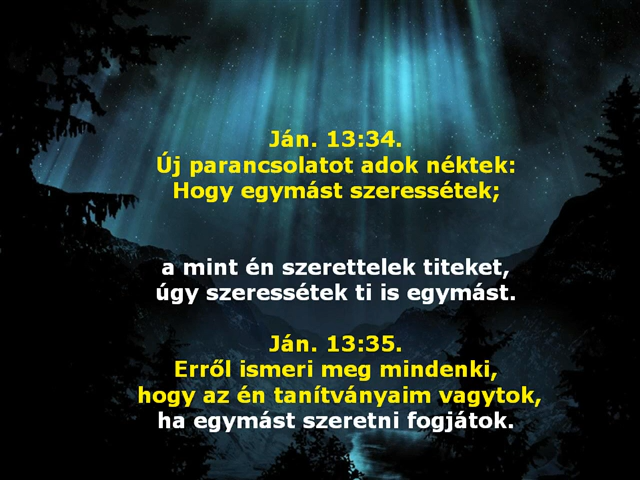 Ján. 13:34.
Új parancsolatot adok néktek:
Hogy egymást szeressétek;
a mint én szerettelek titeket,
úgy szeressétek ti is egymást.
Ján. 13:35.
Erről ismeri meg mindenki,
hogy az én tanítványaim vagytok,
ha egymást szeretni fogjátok.